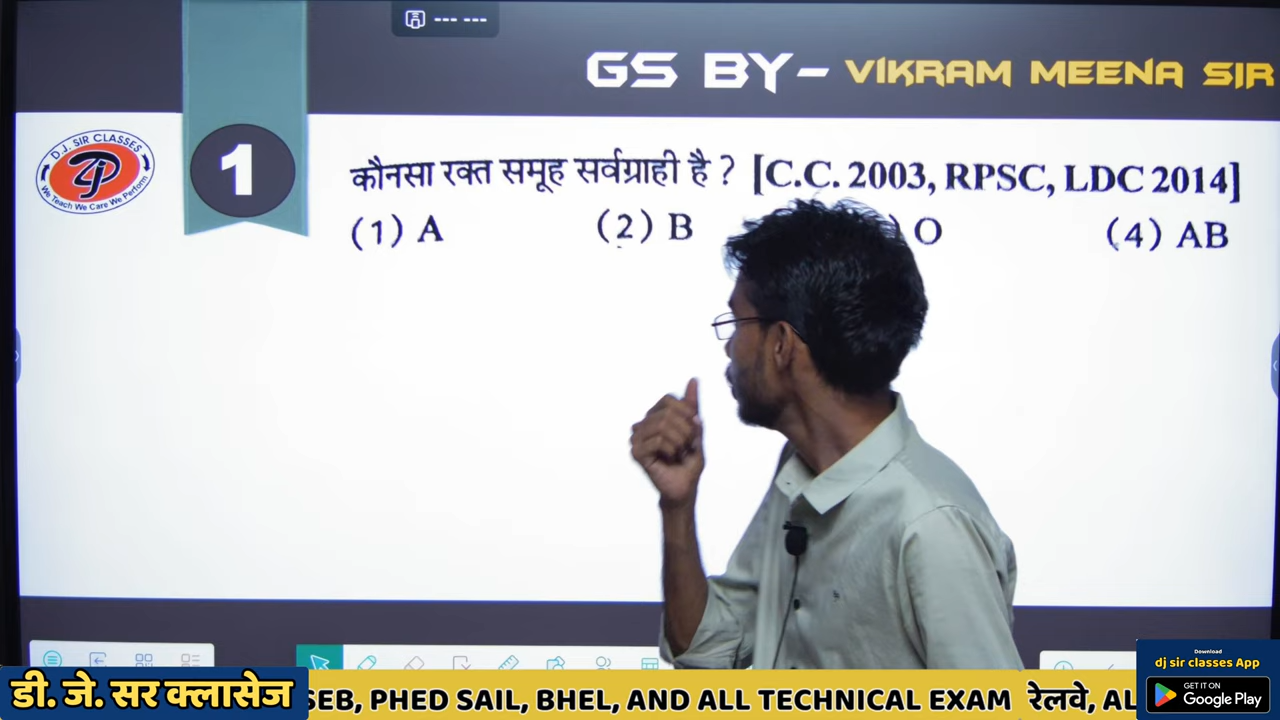 --- ---
GS BY- VIKRAM MEENA SIR
D.J. SIR CLASSES
We Teach We Care We Perform
1
कौनसा रक्त समूह सर्वग्राही है ? [C.C. 2003, RPSC, LDC 2014]
(1) A (2) B ) O (4) AB
Download
dj sir classes App
GET IT ON
Google Play
डी. जे. सर क्लासेज
SEB, PHED SAIL, BHEL, AND ALL TECHNICAL EXAM रेलवे, AL